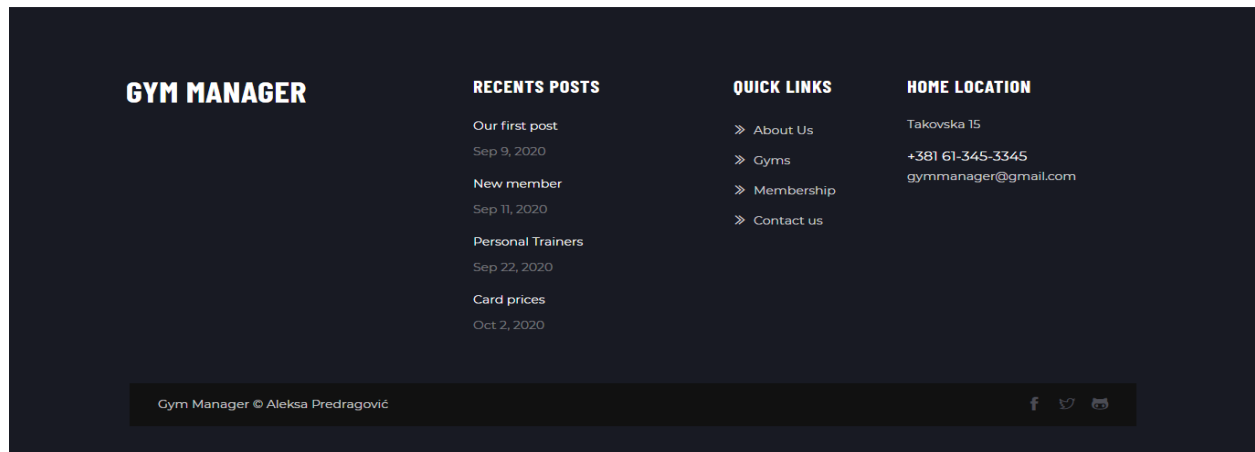 GYM MANAGER
RECENTS POSTS
Our first post
Sep 9, 2020
New member
Sep 11, 2020
Personal Trainers
Sep 22, 2020
Card prices
Oct 2, 2020
QUICK LINKS
About Us
Gyms
Membership
Contact us
HOME LOCATION
Takovska 15
+381 61-345-3345
gymmanager@gmail.com
Gym Manager © Aleksa Predragović